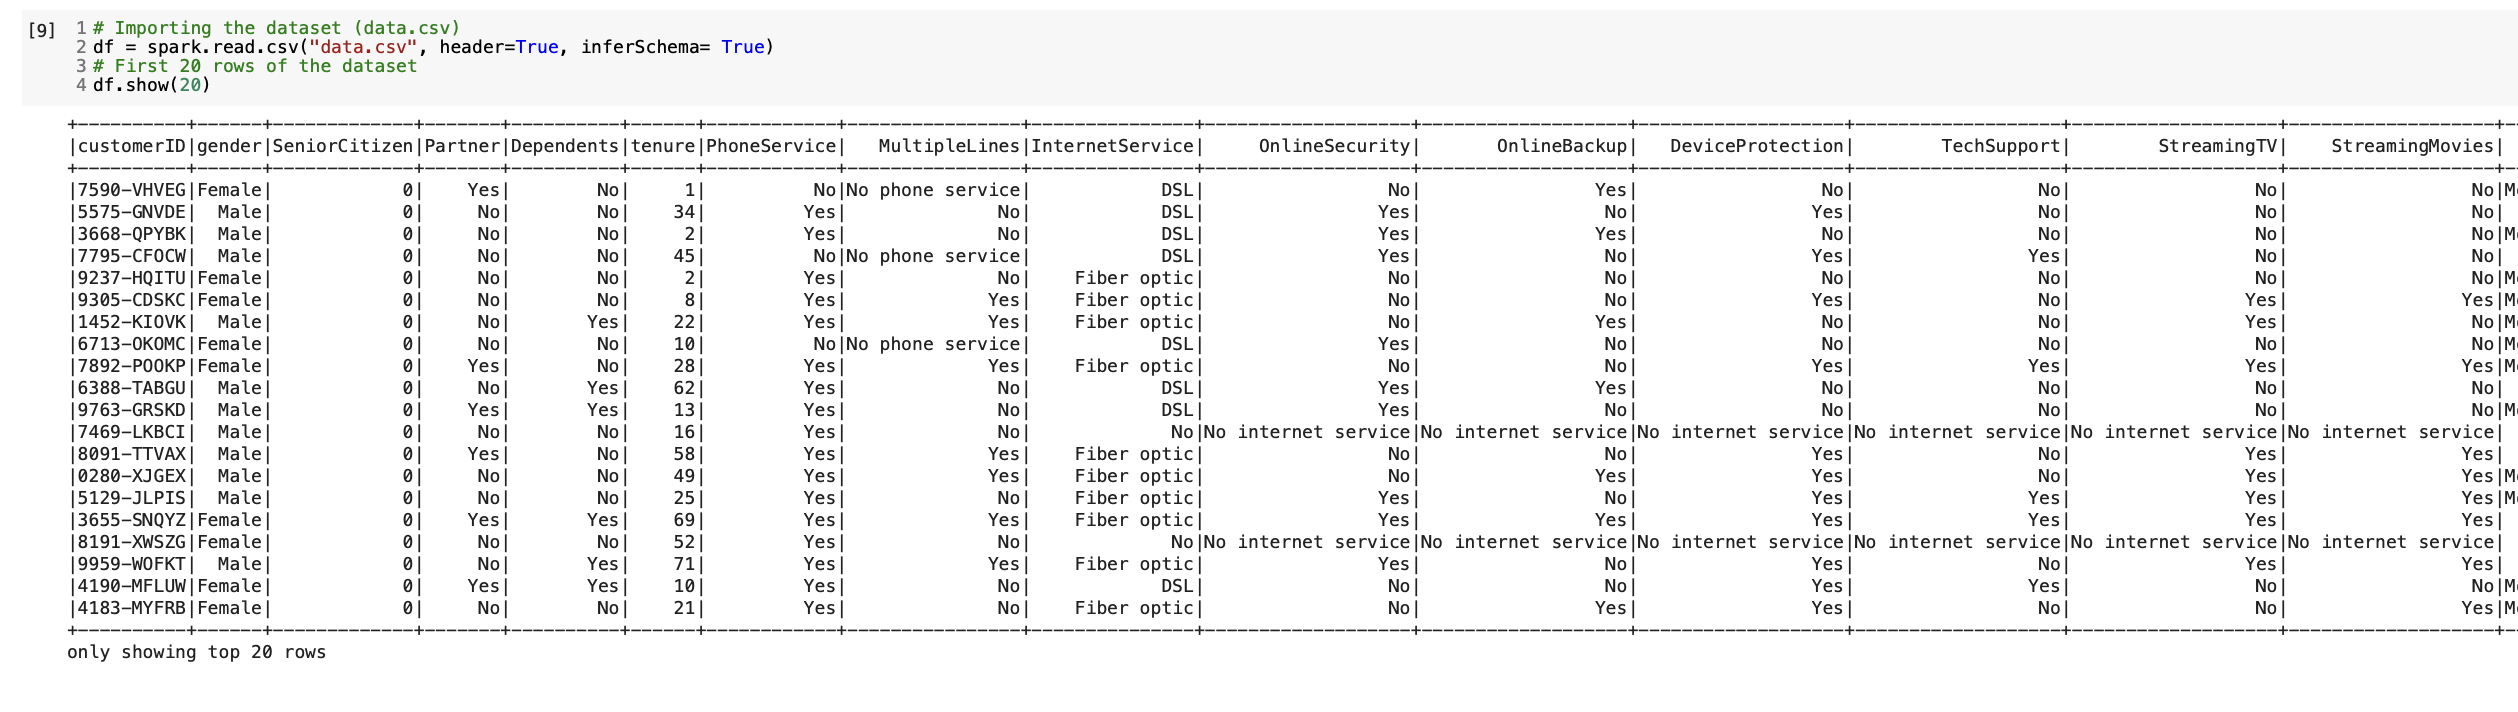 [9] 1 # Importing the dataset (data.csv)
2 df = spark.read.csv("data.csv", header=True, inferSchema= True)
3 # First 20 rows of the dataset
4 df.show(20)
|customerID|gender|SeniorCitizen|Partner|Dependents|tenure|PhoneService|   MultipleLines|InternetService|     OnlineSecurity|       OnlineBackup|   DeviceProtection|        TechSupport|        StreamingTV|    StreamingMovies|
|7590-VHVEG|Female|            0|    Yes|        No|     1|          No|No phone service|            DSL|                 No|                Yes|                 No|                 No|                 No|                 No|M
|5575-GNVDE|  Male|            0|     No|        No|    34|         Yes|              No|            DSL|                Yes|                 No|                Yes|                 No|                 No|                 No|
|3668-QPYBK|  Male|            0|     No|        No|     2|         Yes|              No|            DSL|                Yes|                Yes|                 No|                 No|                 No|                 No|M
|7795-CFOCW|  Male|            0|     No|        No|    45|          No|No phone service|            DSL|                Yes|                 No|                Yes|                Yes|                 No|                 No|
|9237-HQITU|Female|            0|     No|        No|     2|         Yes|              No|    Fiber optic|                 No|                 No|                 No|                 No|                 No|                 No|M
|9305-CDSKC|Female|            0|     No|        No|     8|         Yes|             Yes|    Fiber optic|                 No|                 No|                Yes|                 No|                Yes|                Yes|M
|1452-KIOVK|  Male|            0|     No|       Yes|    22|         Yes|             Yes|    Fiber optic|                 No|                Yes|                 No|                 No|                Yes|                 No|M
|6713-OKOMC|Female|            0|     No|        No|    10|          No|No phone service|            DSL|                Yes|                 No|                 No|                 No|                 No|                 No|M
|7892-POOKP|Female|            0|    Yes|        No|    28|         Yes|             Yes|    Fiber optic|                 No|                 No|                Yes|                Yes|                Yes|                Yes|M
|6388-TABGU|  Male|            0|     No|       Yes|    62|         Yes|              No|            DSL|                Yes|                Yes|                 No|                 No|                 No|                 No|
|9763-GRSKD|  Male|            0|    Yes|       Yes|    13|         Yes|              No|            DSL|                Yes|                 No|                 No|                 No|                 No|                 No|M
|7469-LKBCI|  Male|            0|     No|        No|    16|         Yes|              No|             No|No internet service|No internet service|No internet service|No internet service|No internet service|No internet service|
|8091-TTVAX|  Male|            0|    Yes|        No|    58|         Yes|             Yes|    Fiber optic|                 No|                 No|                Yes|                 No|                Yes|                Yes|
|0280-XJGEX|  Male|            0|     No|        No|    49|         Yes|             Yes|    Fiber optic|                 No|                Yes|                Yes|                 No|                Yes|                Yes|M
|5129-JLPIS|  Male|            0|     No|        No|    25|         Yes|              No|    Fiber optic|                Yes|                 No|                Yes|                Yes|                Yes|                Yes|M
|3655-SNQYZ|Female|            0|    Yes|       Yes|    69|         Yes|             Yes|    Fiber optic|                Yes|                Yes|                Yes|                Yes|                Yes|                Yes|
|8191-XWSZG|Female|            0|     No|        No|    52|         Yes|              No|             No|No internet service|No internet service|No internet service|No internet service|No internet service|No internet service|
|9959-WOFKT|  Male|            0|     No|       Yes|    71|         Yes|             Yes|    Fiber optic|                Yes|                 No|                Yes|                 No|                Yes|                Yes|
|4190-MFLUW|Female|            0|    Yes|       Yes|    10|         Yes|              No|            DSL|                 No|                 No|                Yes|                Yes|                 No|                 No|M
|4183-MYFRB|Female|            0|     No|        No|    21|         Yes|              No|    Fiber optic|                 No|                Yes|                Yes|                 No|                 No|                Yes|M
only showing top 20 rows